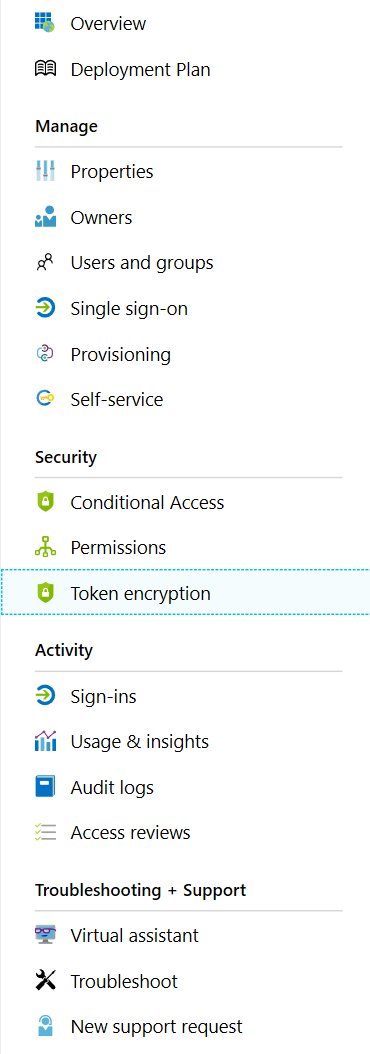 Overview
Deployment Plan
Manage
Properties
Owners
Users and groups
Single sign-on
Provisioning
Self-service
Security
Conditional Access
Permissions
Token encryption
Activity
Sign-ins
Usage & insights
Audit logs
Access reviews
Troubleshooting + Support
Virtual assistant
Troubleshoot
New support request